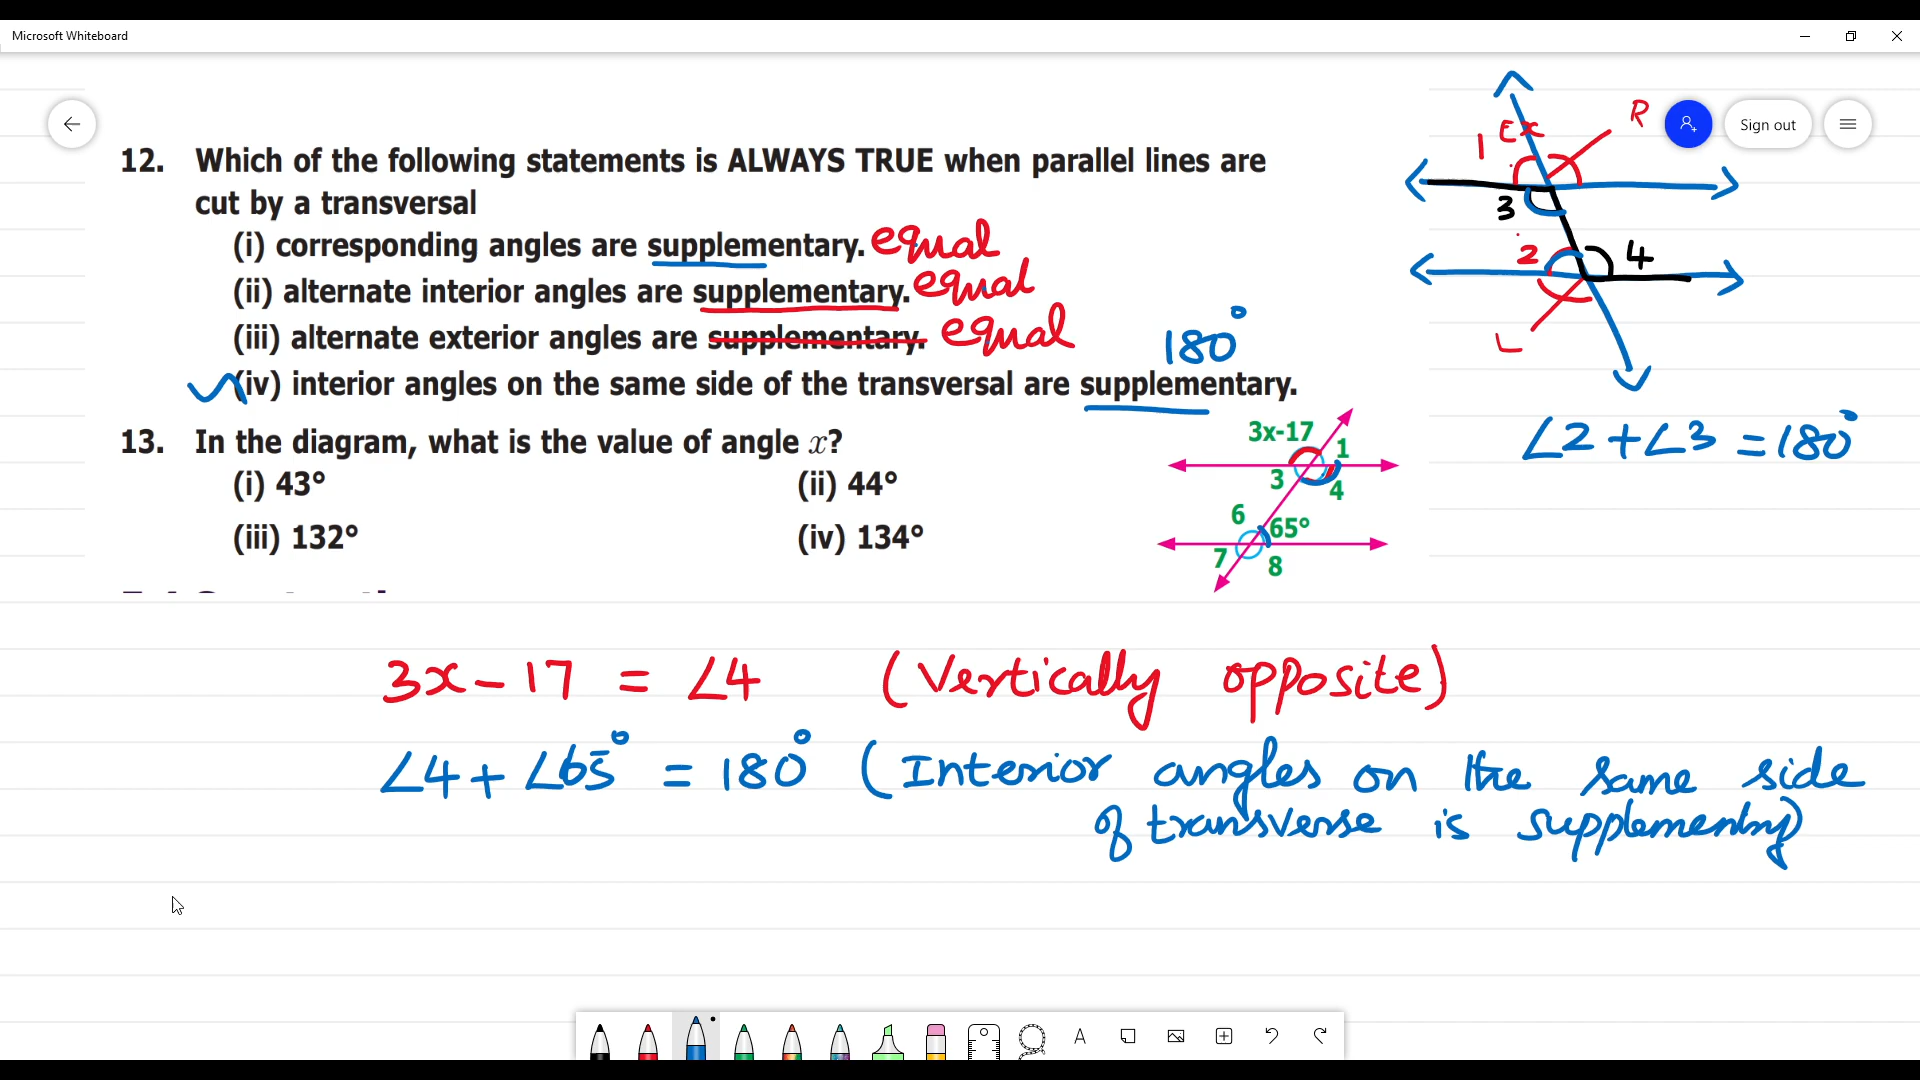 Microsoft Whiteboard
Sign out
12. Which of the following statements is ALWAYS TRUE when parallel lines are
cut by a transversal
(i) corresponding angles are supplementary. equal
(ii) alternate interior angles are supplementary. equal
(iii) alternate exterior angles are supplementary. equal
180°
(iv) interior angles on the same side of the transversal are supplementary.
1 Ex R
3
2 4
L
∠2+∠3 =180°
13. In the diagram, what is the value of angle x?
(i) 43° (ii) 44°
(iii) 132° (iv) 134°
3x-17 1
3 4
6 65°
7 8
3x-17 = ∠4 (Vertically opposite)
∠4+∠65° = 180° (Interior angles on the same side
of transverse is supplementry)
A